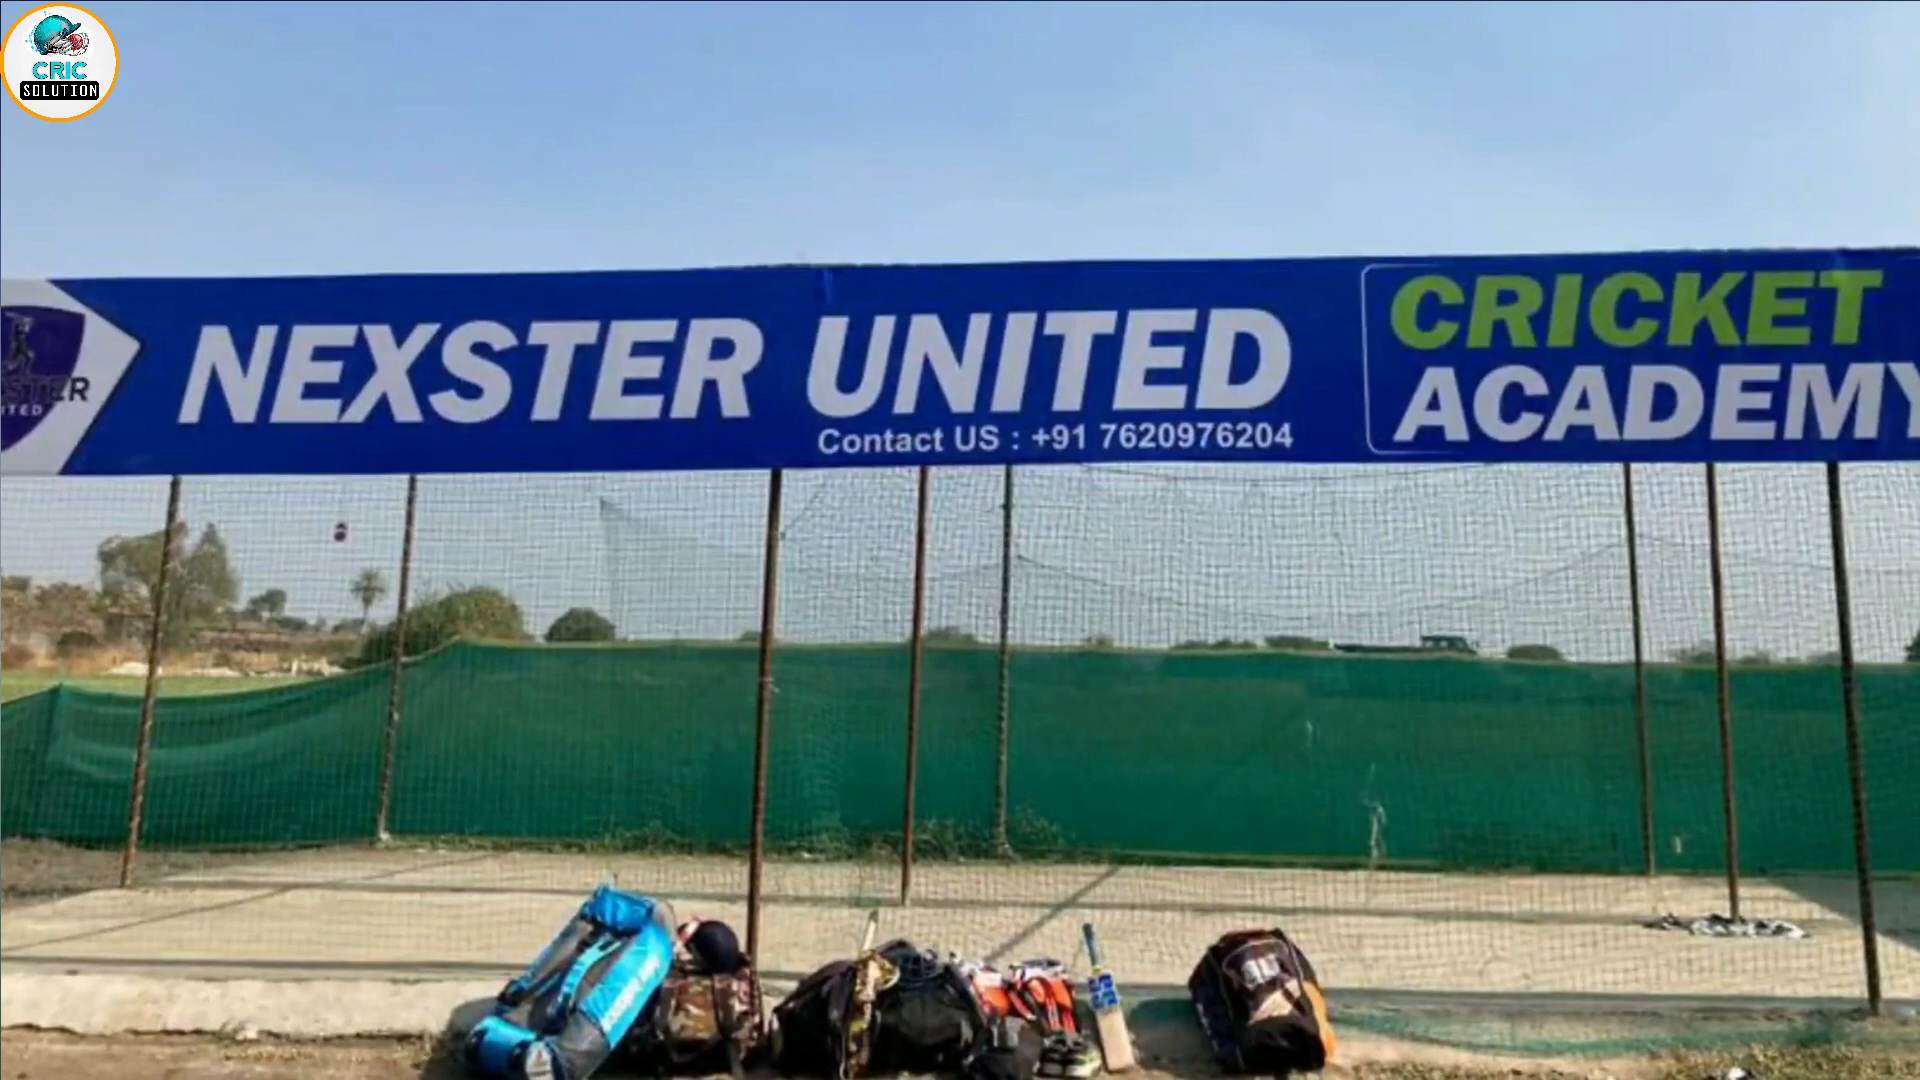 CRIC
SOLUTION
NEXSTER UNITED
Contact US : +91 7620976204
CRICKET
ACADEMY